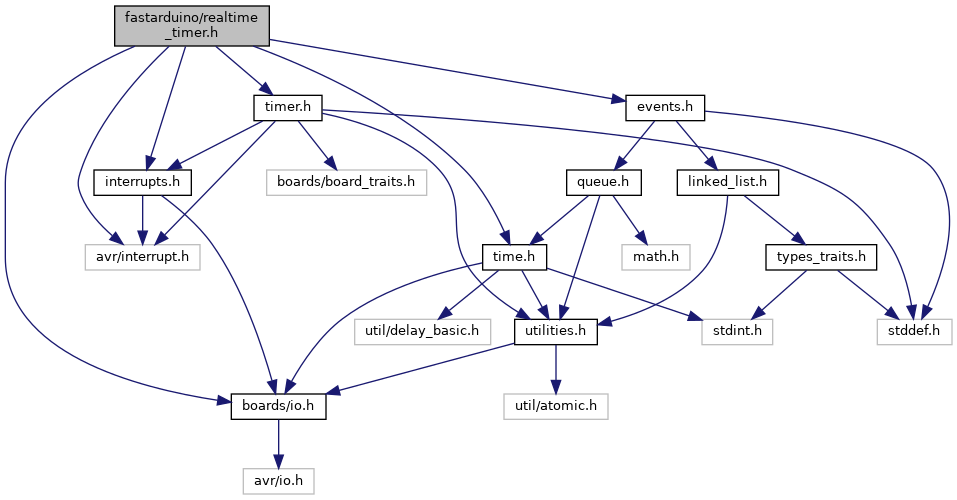 fastarduino/realtime
_timer.h
timer.h
events.h
interrupts.h
boards/board_traits.h
queue.h
linked_list.h
avr/interrupt.h
time.h
math.h
types_traits.h
util/delay_basic.h
utilities.h
stdint.h
stddef.h
boards/io.h
util/atomic.h
avr/io.h